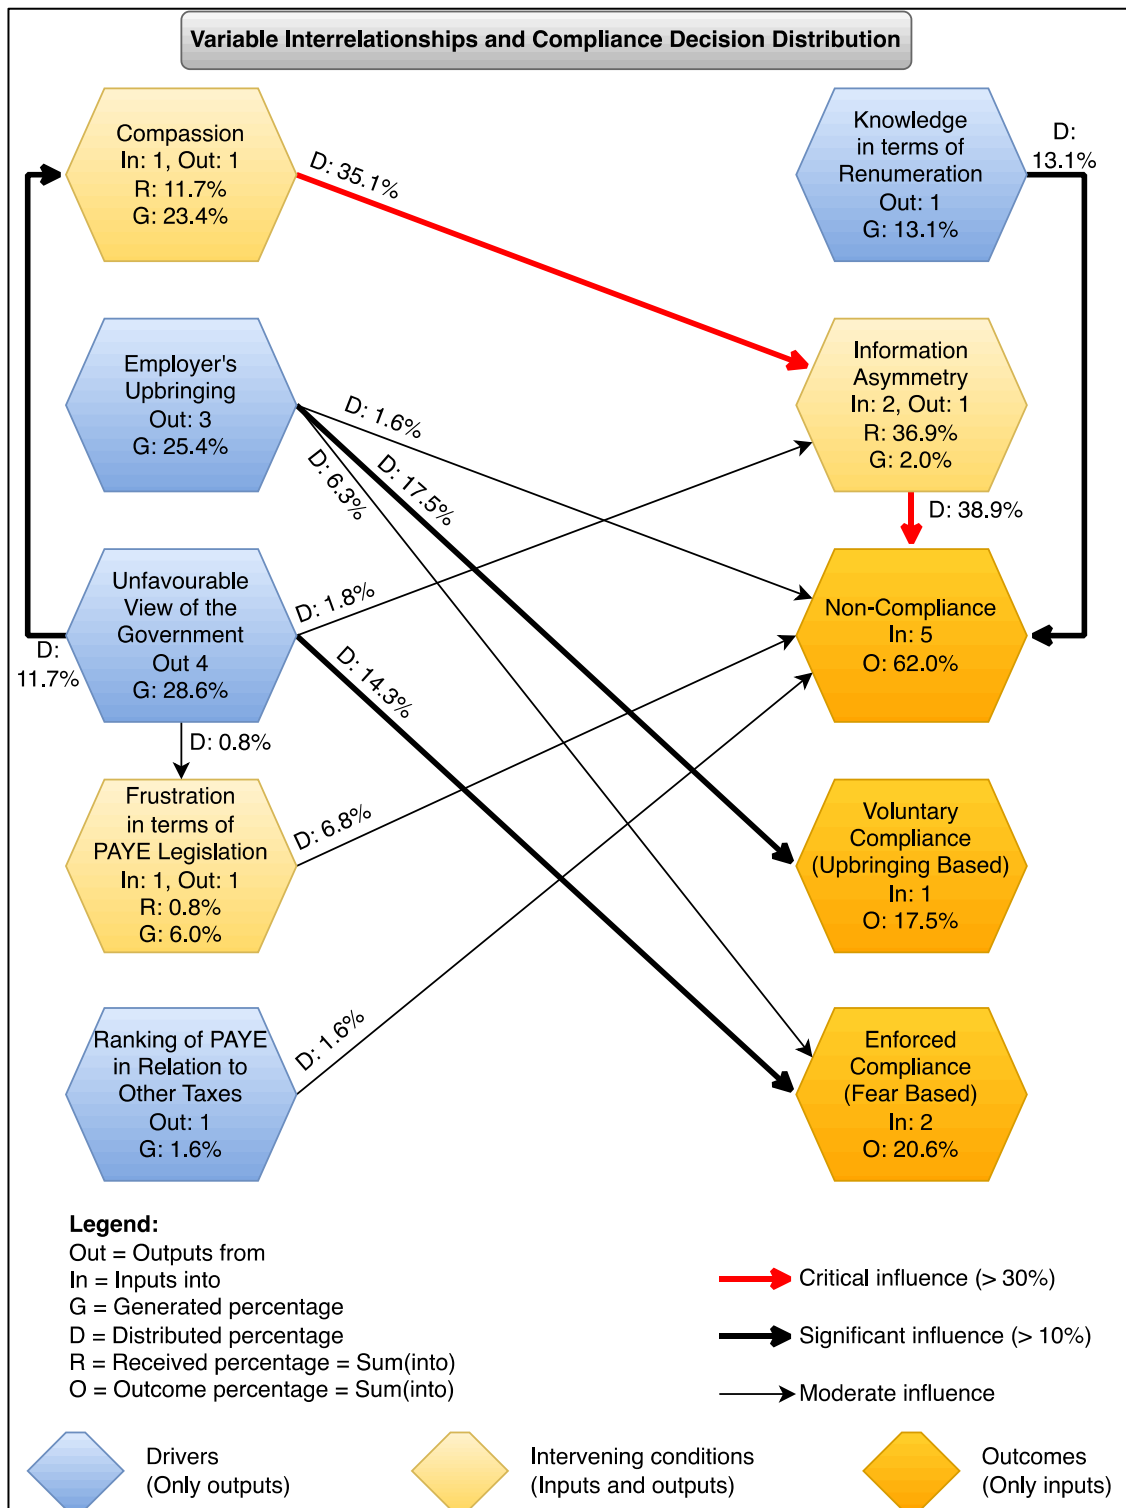 Variable Interrelationships and Compliance Decision Distribution
Compassion
In: 1, Out: 1
R: 11.7%
G: 23.4%
D: 35.1%
Knowledge
in terms of
Renumeration
Out: 1
G: 13.1%
D:
13.1%
Employer's
Upbringing
Out: 3
G: 25.4%
D: 1.6%
D: 17.5%
D: 6.3%
Information
Asymmetry
In: 2, Out: 1
R: 36.9%
G: 2.0%
D: 38.9%
Unfavourable
View of the
Government
Out 4
G: 28.6%
D:
11.7%
D: 1.8%
D: 14.3%
D: 0.8%
Non-Compliance
In: 5
O: 62.0%
Frustration
in terms of
PAYE Legislation
In: 1, Out: 1
R: 0.8%
G: 6.0%
D: 6.8%
Voluntary
Compliance
(Upbringing Based)
In: 1
O: 17.5%
Ranking of PAYE
in Relation to
Other Taxes
Out: 1
G: 1.6%
D: 1.6%
Enforced
Compliance
(Fear Based)
In: 2
O: 20.6%
Legend:
Out = Outputs from
In = Inputs into
G = Generated percentage
D = Distributed percentage
R = Received percentage = Sum(into)
O = Outcome percentage = Sum(into)
Critical influence (> 30%)
Significant influence (> 10%)
Moderate influence
Drivers
(Only outputs)
Intervening conditions
(Inputs and outputs)
Outcomes
(Only inputs)